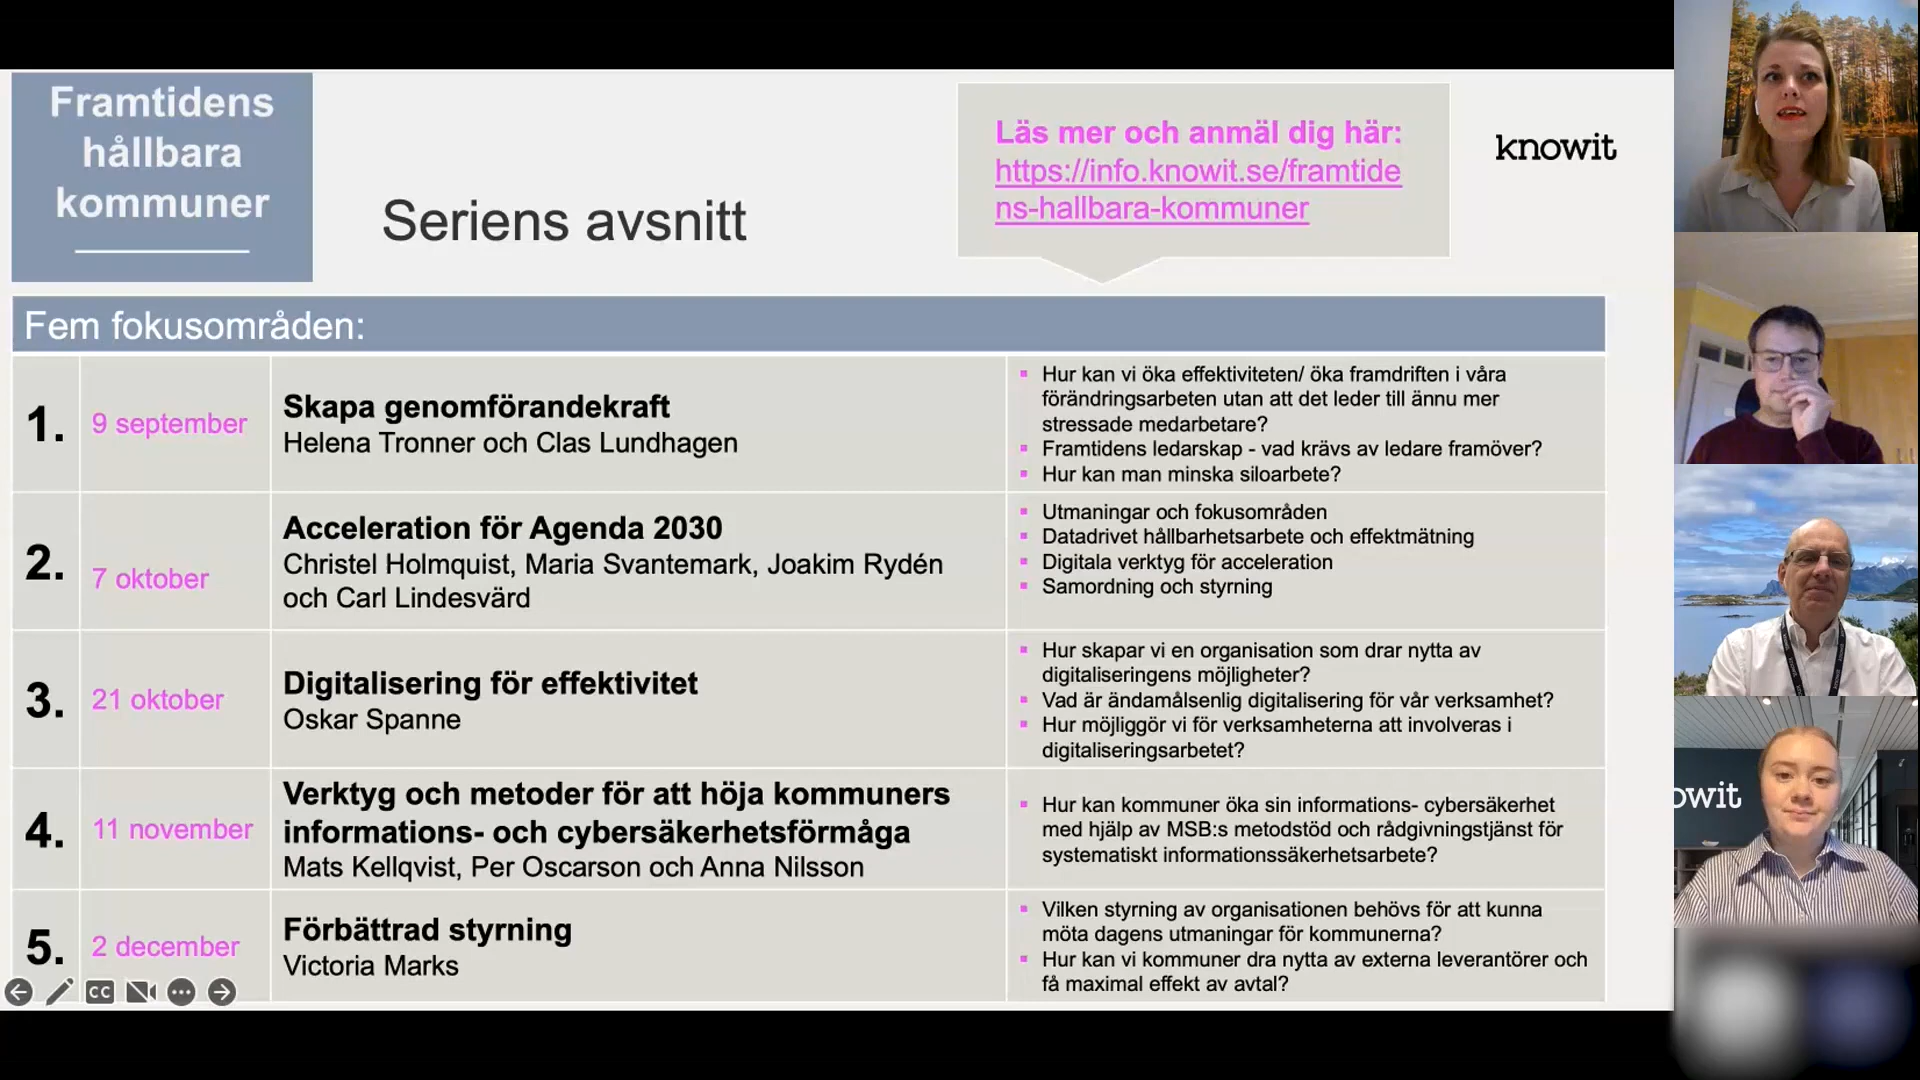 Framtidens
hållbara
kommuner
Seriens avsnitt
Läs mer och anmäl dig här:
https://info.knowit.se/framtide
ns-hallbara-kommuner
knowit
Fem fokusområden:
1.
9 september
Skapa genomförandekraft
Helena Tronner och Clas Lundhagen
Hur kan vi öka effektiviteten/ öka framdriften i våra
förändringsarbeten utan att det leder till ännu mer
stressade medarbetare?
Framtidens ledarskap - vad krävs av ledare framöver?
Hur kan man minska siloarbete?
2.
7 oktober
Acceleration för Agenda 2030
Christel Holmquist, Maria Svantemark, Joakim Rydén
och Carl Lindesvärd
Utmaningar och fokusområden
Datadrivet hållbarhetsarbete och effektmätning
Digitala verktyg för acceleration
Samordning och styrning
3.
21 oktober
Digitalisering för effektivitet
Oskar Spanne
Hur skapar vi en organisation som drar nytta av
digitaliseringens möjligheter?
Vad är ändamålsenlig digitalisering för vår verksamhet?
Hur möjliggör vi för verksamheterna att involveras i
digitaliseringsarbetet?
4.
11 november
Verktyg och metoder för att höja kommuners
informations- och cybersäkerhetsförmåga
Mats Kellqvist, Per Oscarson och Anna Nilsson
Hur kan kommuner öka sin informations- cybersäkerhet
med hjälp av MSB:s metodstöd och rådgivningstjänst för
systematiskt informationssäkerhetsarbete?
5.
2 december
Förbättrad styrning
Victoria Marks
Vilken styrning av organisationen behövs för att kunna
möta dagens utmaningar för kommunerna?
Hur kan vi kommuner dra nytta av externa leverantörer och
få maximal effekt av avtal?
CC
owit